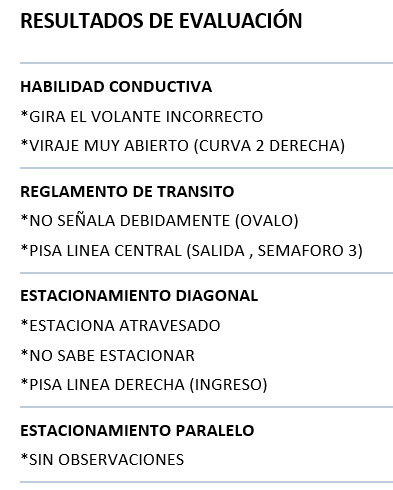 RESULTADOS DE EVALUACIÓN
HABILIDAD CONDUCTIVA
*GIRA EL VOLANTE INCORRECTO
*VIRAJE MUY ABIERTO (CURVA 2 DERECHA)
REGLAMENTO DE TRANSITO
*NO SEÑALA DEBIDAMENTE (OVALO)
*PISA LINEA CENTRAL (SALIDA , SEMAFORO 3)
ESTACIONAMIENTO DIAGONAL
*ESTACIONA ATRAVESADO
*NO SABE ESTACIONAR
*PISA LINEA DERECHA (INGRESO)
ESTACIONAMIENTO PARALELO
*SIN OBSERVACIONES